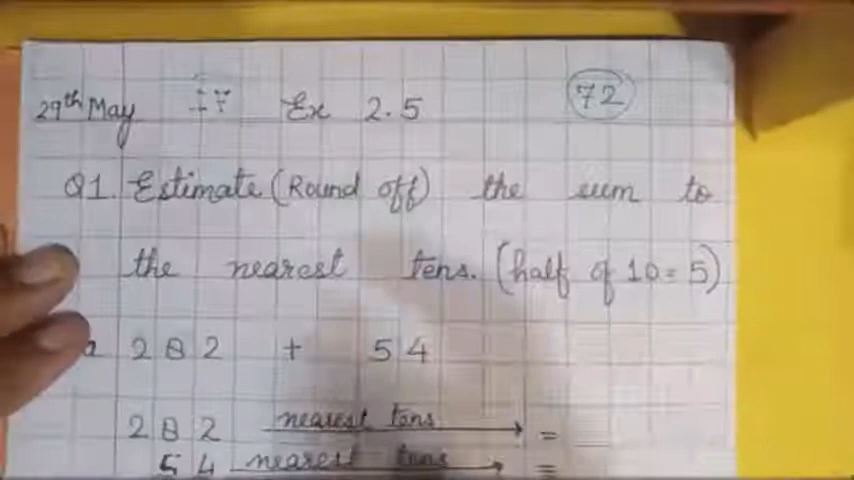 29th May IV Ex 2.5 72
Q1. Estimate (Round off) the sum to
the nearest tens. (half of 10 = 5)
a 282 + 54
282 nearest tens =
54 nearest tens =